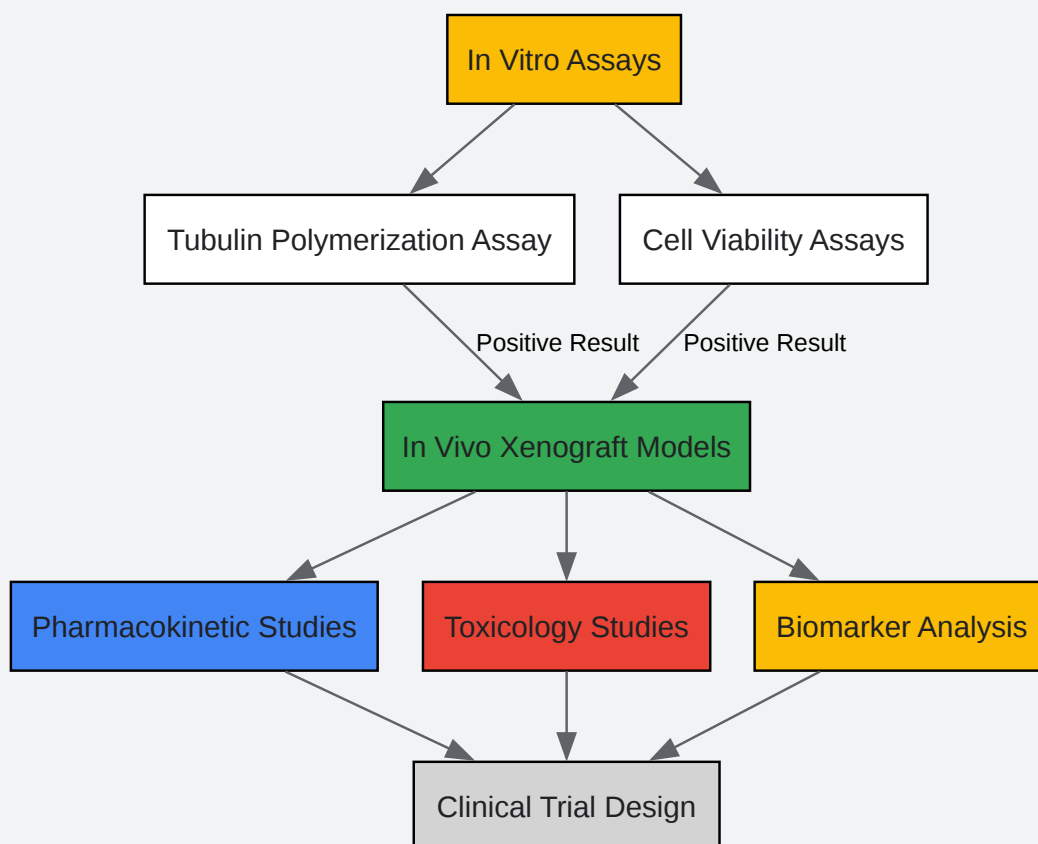 In Vitro Assays
Tubulin Polymerization Assay
Cell Viability Assays
Positive Result
Positive Result
In Vivo Xenograft Models
Pharmacokinetic Studies
Toxicology Studies
Biomarker Analysis
Clinical Trial Design